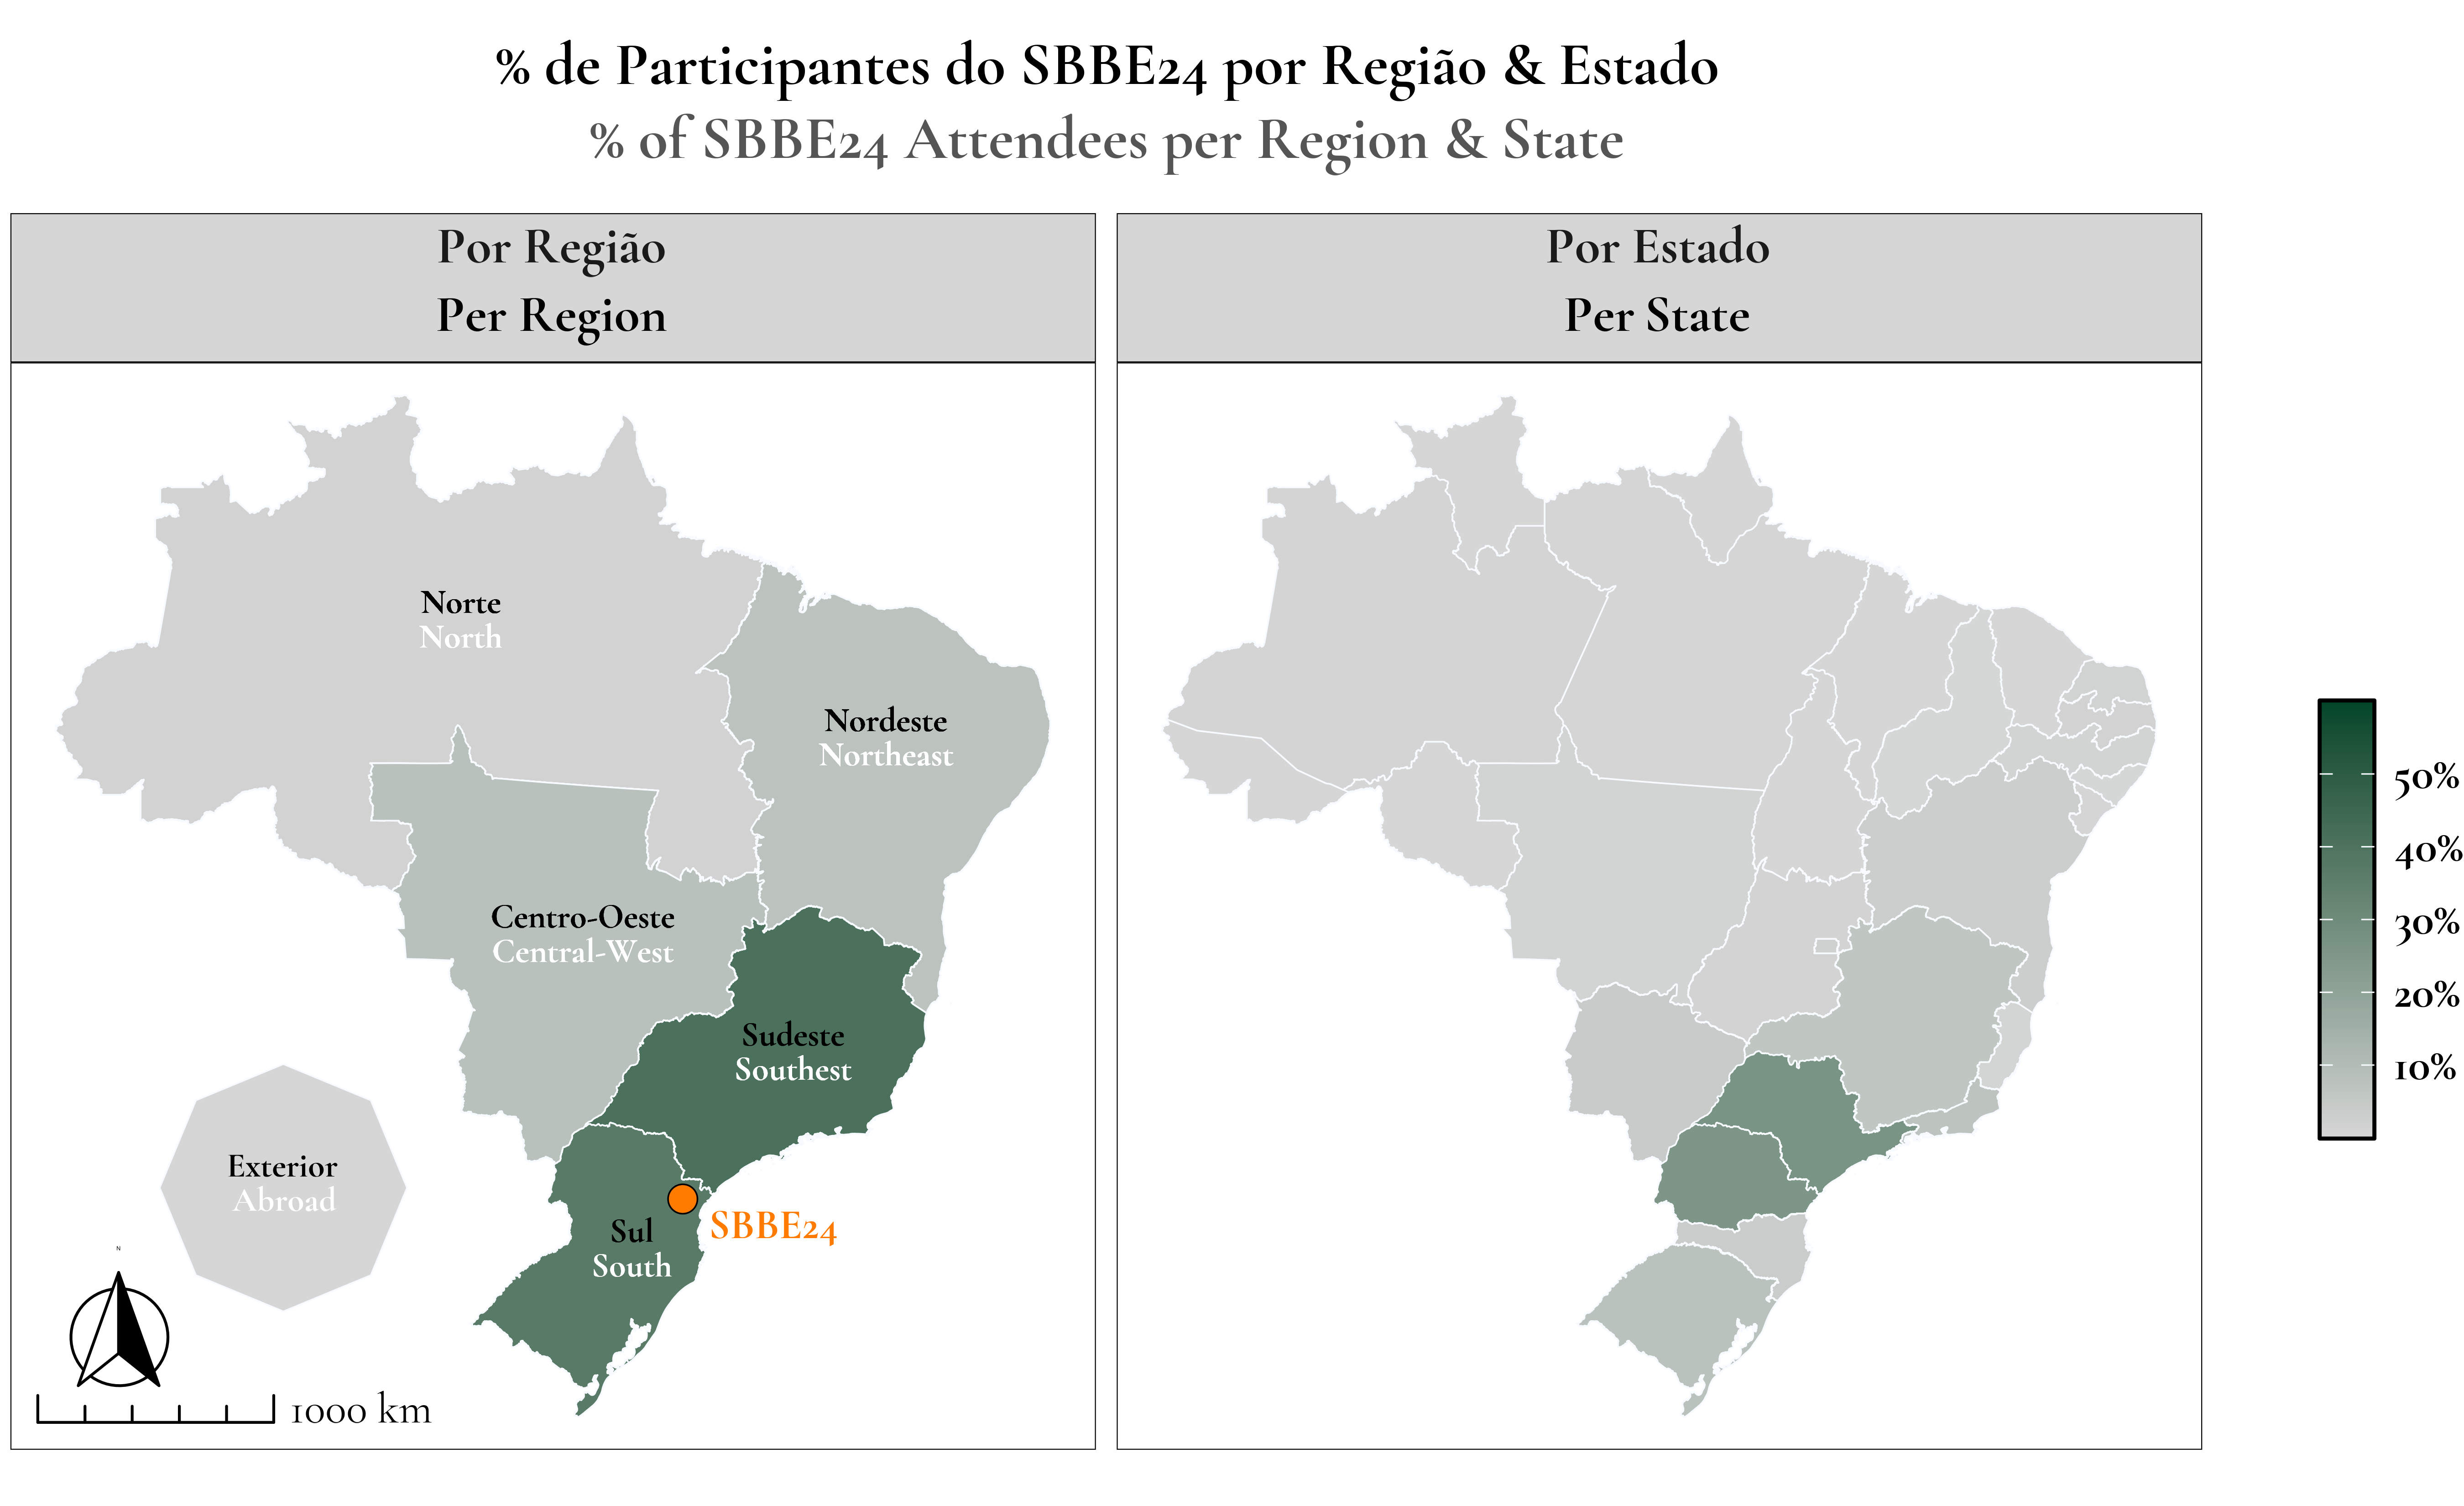 % de Participantes do SBBE24 por Região & Estado
% of SBBE24 Attendees per Region & State
Por Região
Per Region
Norte
North
Nordeste
Northeast
Centro-Oeste
Central-West
Sudeste
Southest
Exterior
Abroad
Sul
South
SBBE24
N
1000 km
Por Estado
Per State
50%
40%
30%
20%
10%